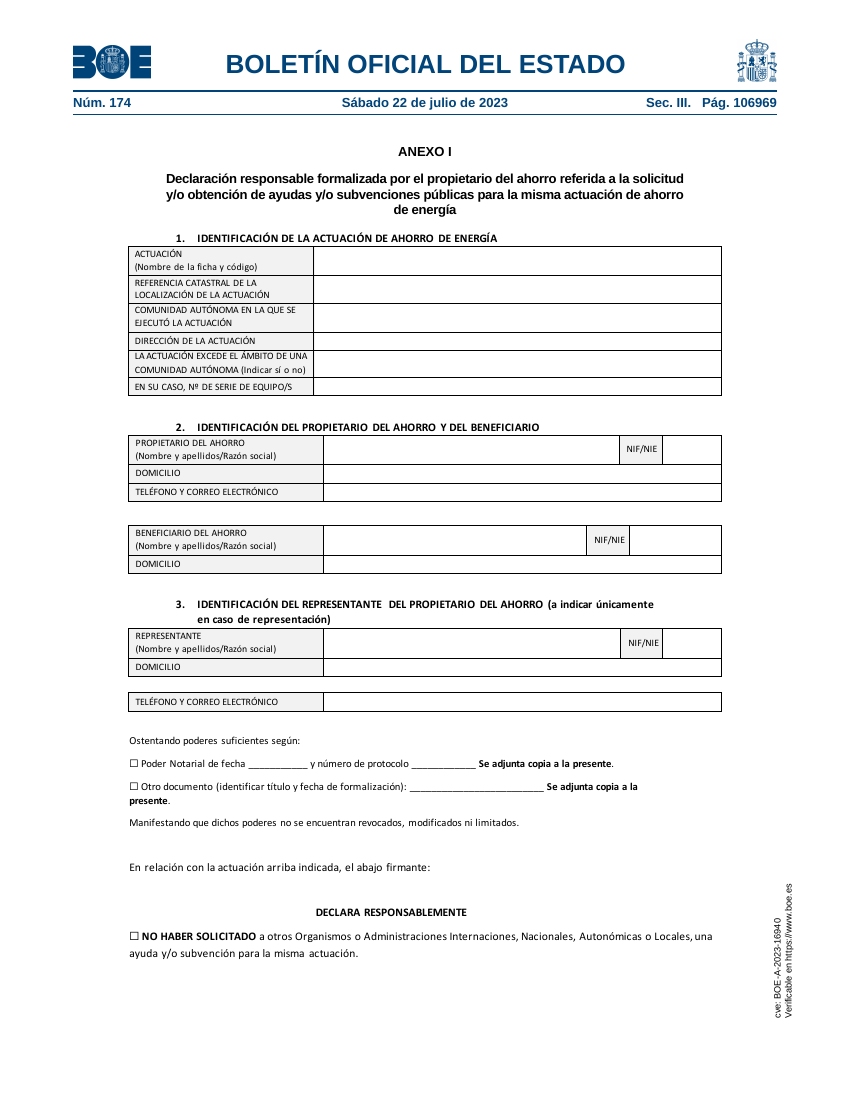 BOE
BOLETÍN OFICIAL DEL ESTADO
Núm. 174 Sábado 22 de julio de 2023 Sec. III. Pág. 106969
ANEXO I
Declaración responsable formalizada por el propietario del ahorro referida a la solicitud
y/o obtención de ayudas y/o subvenciones públicas para la misma actuación de ahorro
de energía
1. IDENTIFICACIÓN DE LA ACTUACIÓN DE AHORRO DE ENERGÍA
ACTUACIÓN
(Nombre de la ficha y código)
REFERENCIA CATASTRAL DE LA
LOCALIZACIÓN DE LA ACTUACIÓN
COMUNIDAD AUTÓNOMA EN LA QUE SE
EJECUTÓ LA ACTUACIÓN
DIRECCIÓN DE LA ACTUACIÓN
LA ACTUACIÓN EXCEDE EL ÁMBITO DE UNA
COMUNIDAD AUTÓNOMA (Indicar sí o no)
EN SU CASO, Nº DE SERIE DE EQUIPO/S
2. IDENTIFICACIÓN DEL PROPIETARIO DEL AHORRO Y DEL BENEFICIARIO
PROPIETARIO DEL AHORRO
(Nombre y apellidos/Razón social)
NIF/NIE
DOMICILIO
TELÉFONO Y CORREO ELECTRÓNICO
BENEFICIARIO DEL AHORRO
(Nombre y apellidos/Razón social)
NIF/NIE
DOMICILIO
3. IDENTIFICACIÓN DEL REPRESENTANTE DEL PROPIETARIO DEL AHORRO (a indicar únicamente
en caso de representación)
REPRESENTANTE
(Nombre y apellidos/Razón social)
NIF/NIE
DOMICILIO
TELÉFONO Y CORREO ELECTRÓNICO
Ostentando poderes suficientes según:
☐ Poder Notarial de fecha ___________ y número de protocolo ____________ Se adjunta copia a la presente.
☐ Otro documento (identificar título y fecha de formalización): _________________________ Se adjunta copia a la
presente.
Manifestando que dichos poderes no se encuentran revocados, modificados ni limitados.
En relación con la actuación arriba indicada, el abajo firmante:
DECLARA RESPONSABLEMENTE
☐ NO HABER SOLICITADO a otros Organismos o Administraciones Internaciones, Nacionales, Autonómicas o Locales, una
ayuda y/o subvención para la misma actuación.
cve: BOE-A-2023-16940
Verificable en https://www.boe.es